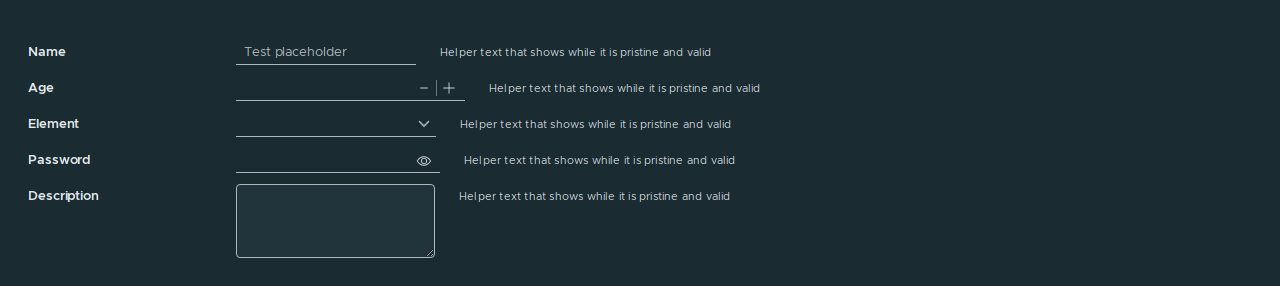 Name Test placeholder Helper text that shows while it is pristine and valid
Age Helper text that shows while it is pristine and valid
Element Helper text that shows while it is pristine and valid
Password Helper text that shows while it is pristine and valid
Description Helper text that shows while it is pristine and valid